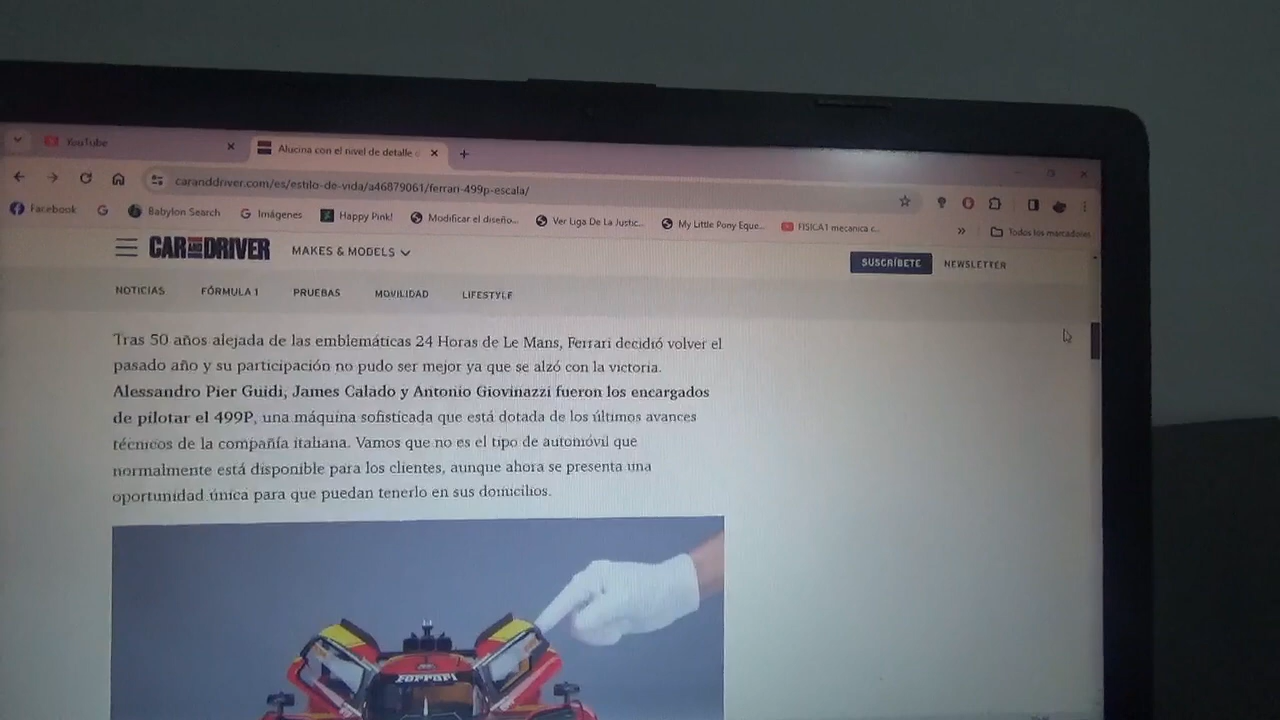 YouTube
Alucina con el nivel de detalle
caranddriver.com/es/estilo-de-vida/a46879061/ferrari-499p-escala/
Facebook
Babylon Search
Imágenes
Happy Pink!
Modificar el diseño...
Ver Liga De La Justic...
My Little Pony Eque...
FISICA1 mecanica c...
»
Todos los marcadores
CAR AND DRIVER
MAKES & MODELS
SUSCRÍBETE
NEWSLETTER
NOTICIAS
FÓRMULA 1
PRUEBAS
MOVILIDAD
LIFESTYLE
Tras 50 años alejada de las emblemáticas 24 Horas de Le Mans, Ferrari decidió volver el
pasado año y su participación no pudo ser mejor ya que se alzó con la victoria.
Alessandro Pier Guidi, James Calado y Antonio Giovinazzi fueron los encargados
de pilotar el 499P, una máquina sofisticada que está dotada de los últimos avances
técnicos de la compañía italiana. Vamos que no es el tipo de automóvil que
normalmente está disponible para los clientes, aunque ahora se presenta una
oportunidad única para que puedan tenerlo en sus domicilios.
Ferrari